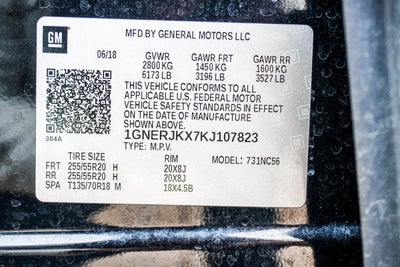 GM
MFD BY GENERAL MOTORS LLC
06/18 GVWR GAWR FRT GAWR RR
2800 KG 1450 KG 1600 KG
6173 LB 3196 LB 3527 LB
THIS VEHICLE CONFORMS TO ALL
APPLICABLE U.S. FEDERAL MOTOR
VEHICLE SAFETY STANDARDS IN EFFECT
ON THE DATE OF MANUFACTURE
SHOWN ABOVE.
384A
1GNERJKX7KJ107823
TYPE: M.P.V.
TIRE SIZE RIM MODEL: 731NC56
FRT 255/55R20 H 20X8J
RR 255/55R20 H 20X8J
SPA T135/70R18 M 18X4.5B